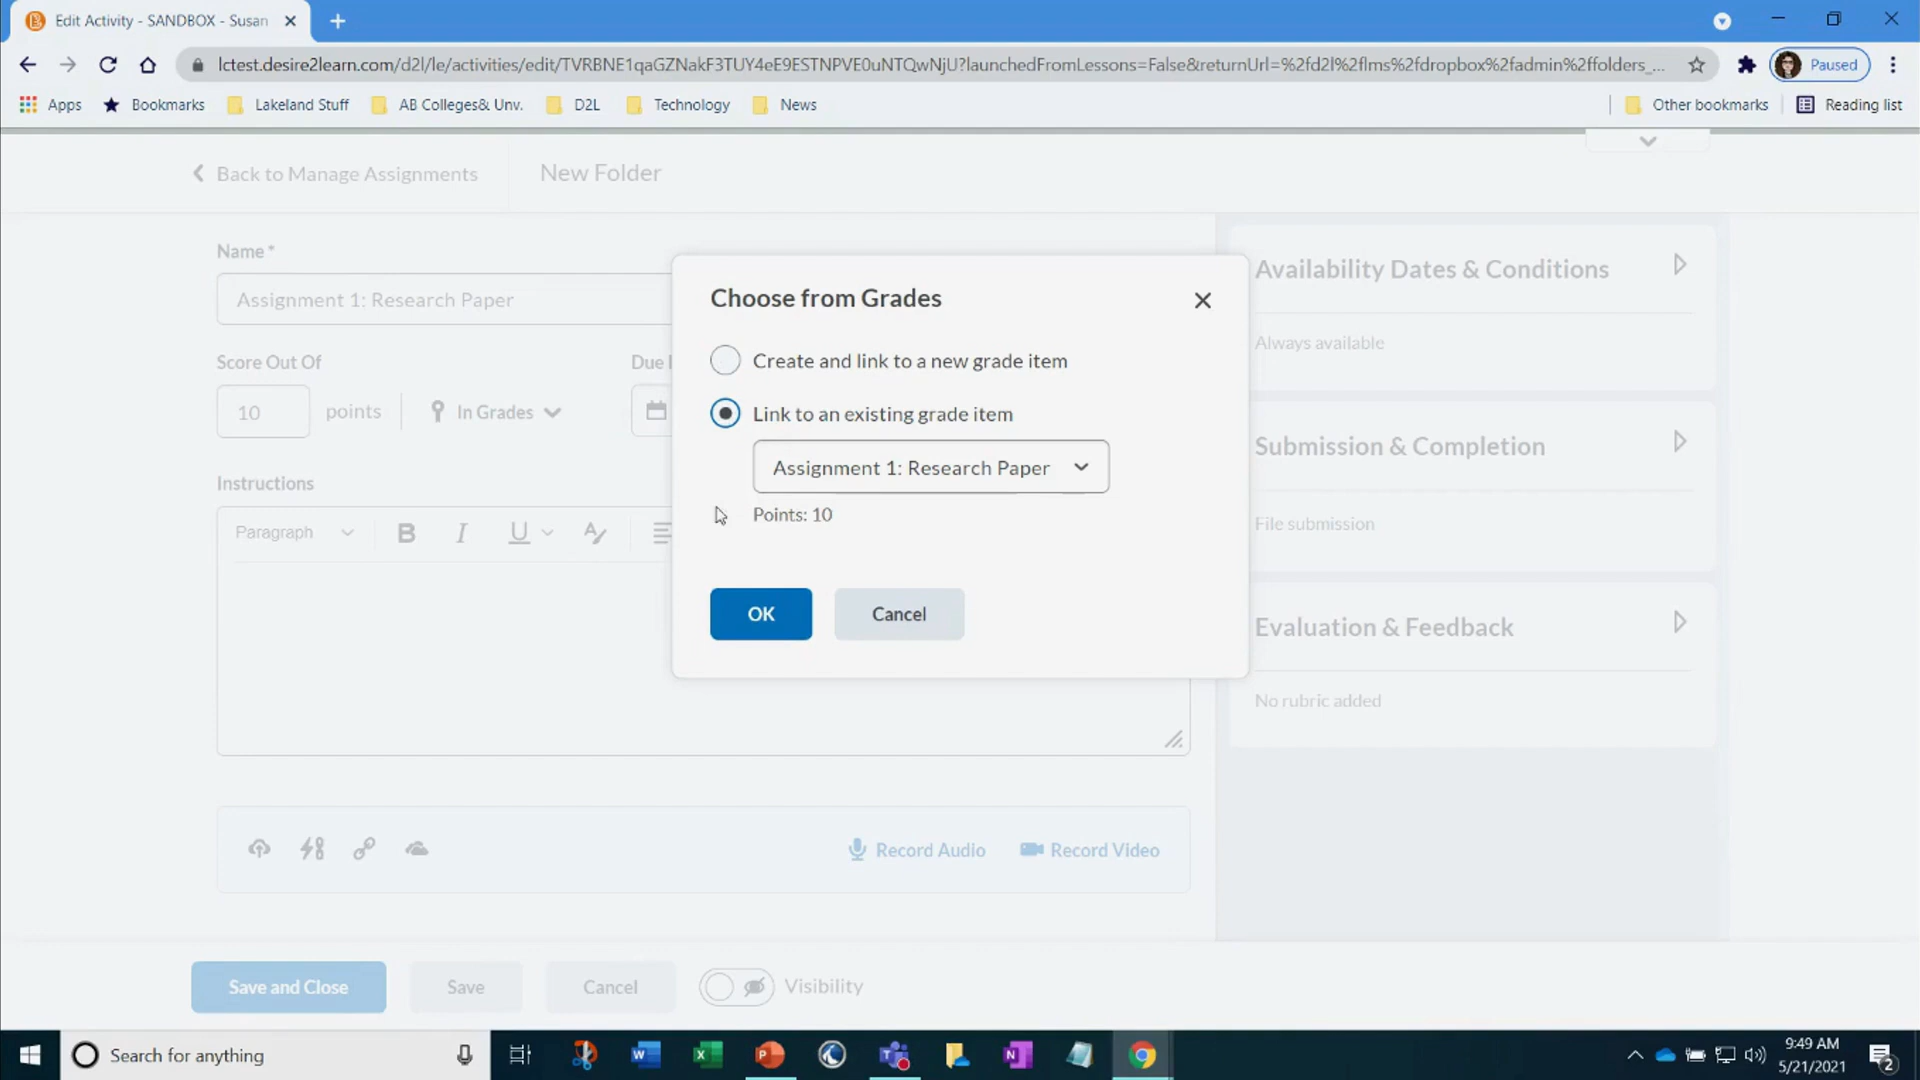 Edit Activity - SANDBOX - Susan
lctest.desire2learn.com/d2l/le/activities/edit/TVRBNE1qaGZNakF3TUY4eE9ESTNPVE0uNTQwNjU?launchedFromLessons=False&returnUrl=%2fd2l%2flms%2fdropbox%2fadmin%2ffolders_...
Paused
Apps Bookmarks Lakeland Stuff AB Colleges& Unv. D2L Technology News Other bookmarks Reading list
Back to Manage Assignments New Folder
Name *
Assignment 1: Research Paper
Score Out Of Due
10 points In Grades
Instructions
Paragraph B I U A
Choose from Grades
Create and link to a new grade item
Link to an existing grade item
Assignment 1: Research Paper
Points: 10
OK Cancel
Availability Dates & Conditions
Always available
Submission & Completion
File submission
Evaluation & Feedback
No rubric added
Record Audio Record Video
Save and Close Save Cancel Visibility
Search for anything
9:49 AM
5/21/2021
2